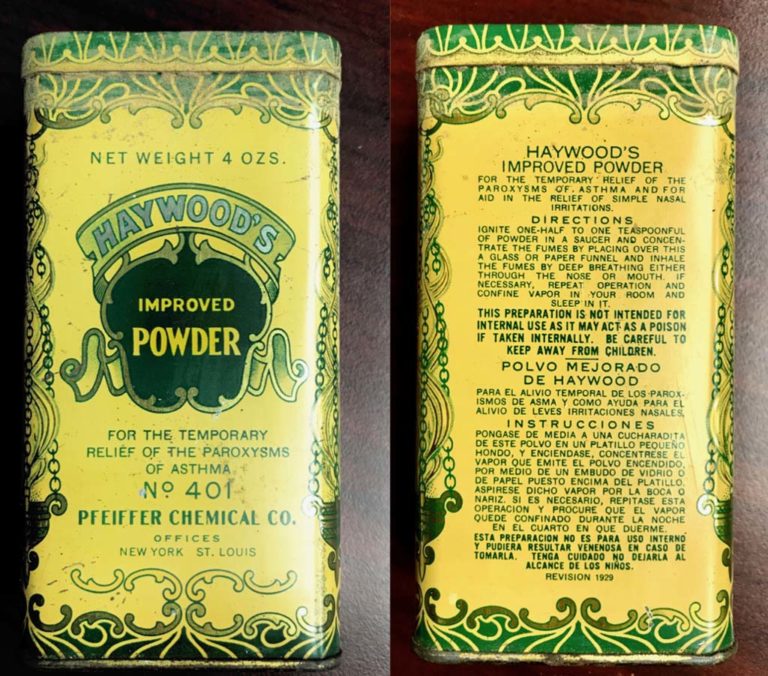 NET WEIGHT 4 OZS.
HAYWOOD'S
IMPROVED
POWDER
FOR THE TEMPORARY
RELIEF OF THE PAROXYSMS
OF ASTHMA
Nº 401
PFEIFFER CHEMICAL CO.
OFFICES
NEW YORK ST. LOUIS
HAYWOOD'S
IMPROVED POWDER
FOR THE TEMPORARY RELIEF OF THE
PAROXYSMS OF ASTHMA AND FOR
AID IN THE RELIEF OF SIMPLE NASAL
IRRITATIONS.
DIRECTIONS
IGNITE ONE-HALF TO ONE TEASPOONFUL
OF POWDER IN A SAUCER AND CONCEN-
TRATE THE FUMES BY PLACING OVER THIS
A GLASS OR PAPER FUNNEL AND INHALE
THE FUMES BY DEEP BREATHING EITHER
THROUGH THE NOSE OR MOUTH. IF
NECESSARY, REPEAT OPERATION AND
CONFINE VAPOR IN YOUR ROOM AND
SLEEP IN IT.
THIS PREPARATION IS NOT INTENDED FOR
INTERNAL USE AS IT MAY ACT AS A POISON
IF TAKEN INTERNALLY. BE CAREFUL TO
KEEP AWAY FROM CHILDREN.
POLVO MEJORADO
DE HAYWOOD
PARA EL ALIVIO TEMPORAL DE LOS PAROX-
ISMOS DE ASMA Y COMO AYUDA PARA EL
ALIVIO DE LEVES IRRITACIONES NASALES.
INSTRUCCIONES
PONGASE DE MEDIA A UNA CUCHARADITA
DE ESTE POLVO EN UN PLATILLO PEQUEÑO
HONDO, Y ENCIENDASE, CONCENTRESE EL
VAPOR QUE EMITE EL POLVO ENCENDIDO,
POR MEDIO DE UN EMBUDO DE VIDRIO O
DE PAPEL PUESTO ENCIMA DEL PLATILLO.
ASPIRESE DICHO VAPOR POR LA BOCA O
NARIZ. SI ES NECESARIO, REPITASE ESTA
OPERACION Y PROCURE QUE EL VAPOR
QUEDE CONFINADO DURANTE LA NOCHE
EN EL CUARTO EN QUE DUERME.
ESTA PREPARACION NO ES PARA USO INTERNO
Y PUDIERA RESULTAR VENENOSA EN CASO DE
TOMARLA. TENGA CUIDADO NO DEJARLA AL
ALCANCE DE LOS NIÑOS.
REVISION 1929